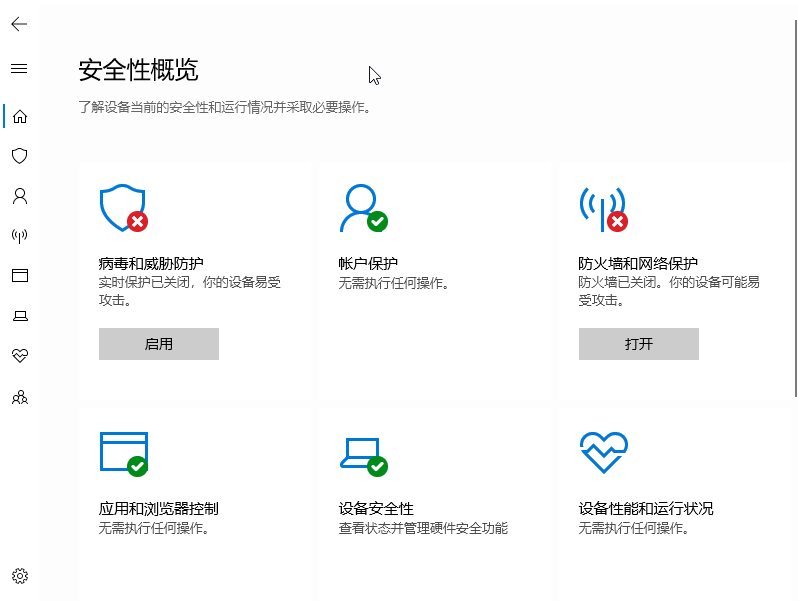 安全性概览
了解设备当前的安全性和运行情况并采取必要操作。
病毒和威胁防护
实时保护已关闭，你的设备易受
攻击。
启用
帐户保护
无需执行任何操作。
防火墙和网络保护
防火墙已关闭。你的设备可能易
受攻击。
打开
应用和浏览器控制
无需执行任何操作。
设备安全性
查看状态并管理硬件安全功能
设备性能和运行状况
无需执行任何操作。